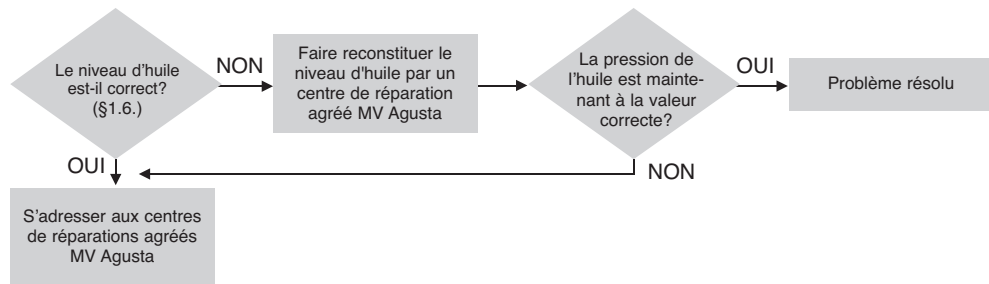 Le niveau d'huile
est-il correct?
(§1.6.)
NON
Faire reconstituer le
niveau d'huile par un
centre de réparation
agréé MV Agusta
La pression de
l'huile est mainte-
nant à la valeur
correcte?
OUI
Problème résolu
OUI
NON
S'adresser aux centres
de réparations agréés
MV Agusta